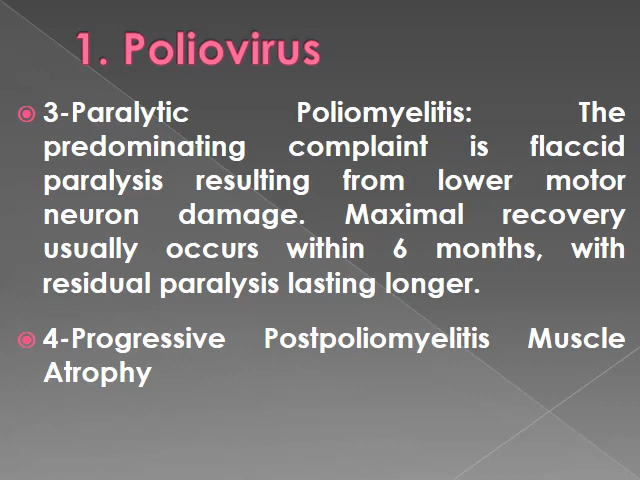 1. Poliovirus
3-Paralytic Poliomyelitis: The
predominating complaint is flaccid
paralysis resulting from lower motor
neuron damage. Maximal recovery
usually occurs within 6 months, with
residual paralysis lasting longer.
4-Progressive Postpoliomyelitis Muscle
Atrophy